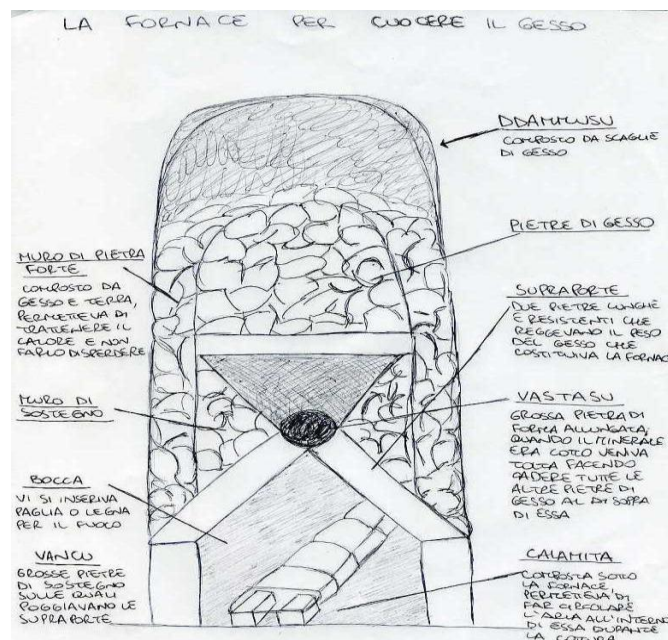 LA FORNACE PER CUOCERE IL GESSO
DDAMMUSU
COMPOSTO DA SCAGLIE
DI GESSO
PIETRE DI GESSO
MURO DI PIETRA
FORTE
COMPOSTO DA
GESSO E TERRA,
PERMETTEVA DI
TRATTENERE IL
CALORE E NON
FARLO DISPERDERE
SUPRAPORTE
DUE PIETRE LUNGHE
E RESISTENTI CHE
REGGEVANO IL PESO
DEL GESSO CHE
COSTITUIVA LA FORNAC
MURO DI
SOSTEGNO
VASTASU
GROSSA PIETRA DI
FORMA ALLUNGATA,
QUANDO IL MINERALE
ERA COTTO VENIVA
TOLTA FACENDO
CADERE TUTTE LE
ALTRE PIETRE DI
GESSO AL DI SOPRA
DI ESSA
BOCCA
VI SI INSERIVA
PAGLIA O LEGNA
PER IL FUOCO
VANCU
GROSSE PIETRE
DI SOSTEGNO
SULLE QUALI
POGGIAVANO LE
SUPRAPORTE
CALAMITA
COMPOSTA SOTTO
LA FORNACE
PERMETTEVA DI
FAR CIRCOLARE
L'ARIA ALL'INTERN
DI ESSA DURANTE
LA COTTURA